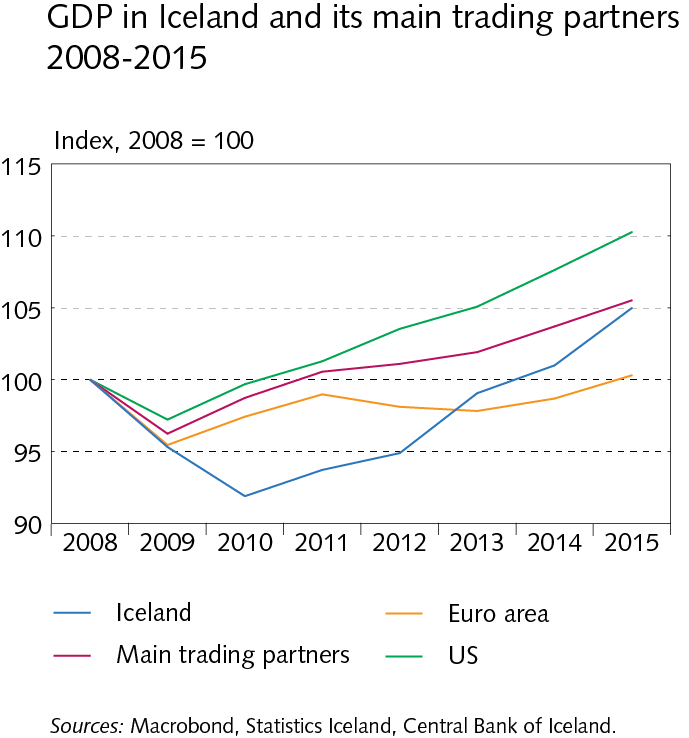 GDP in Iceland and its main trading partners
2008-2015
Index, 2008 = 100
115
110
105
100
95
90
2008 2009 2010 2011 2012 2013 2014 2015
Iceland
Euro area
Main trading partners
US
Sources: Macrobond, Statistics Iceland, Central Bank of Iceland.